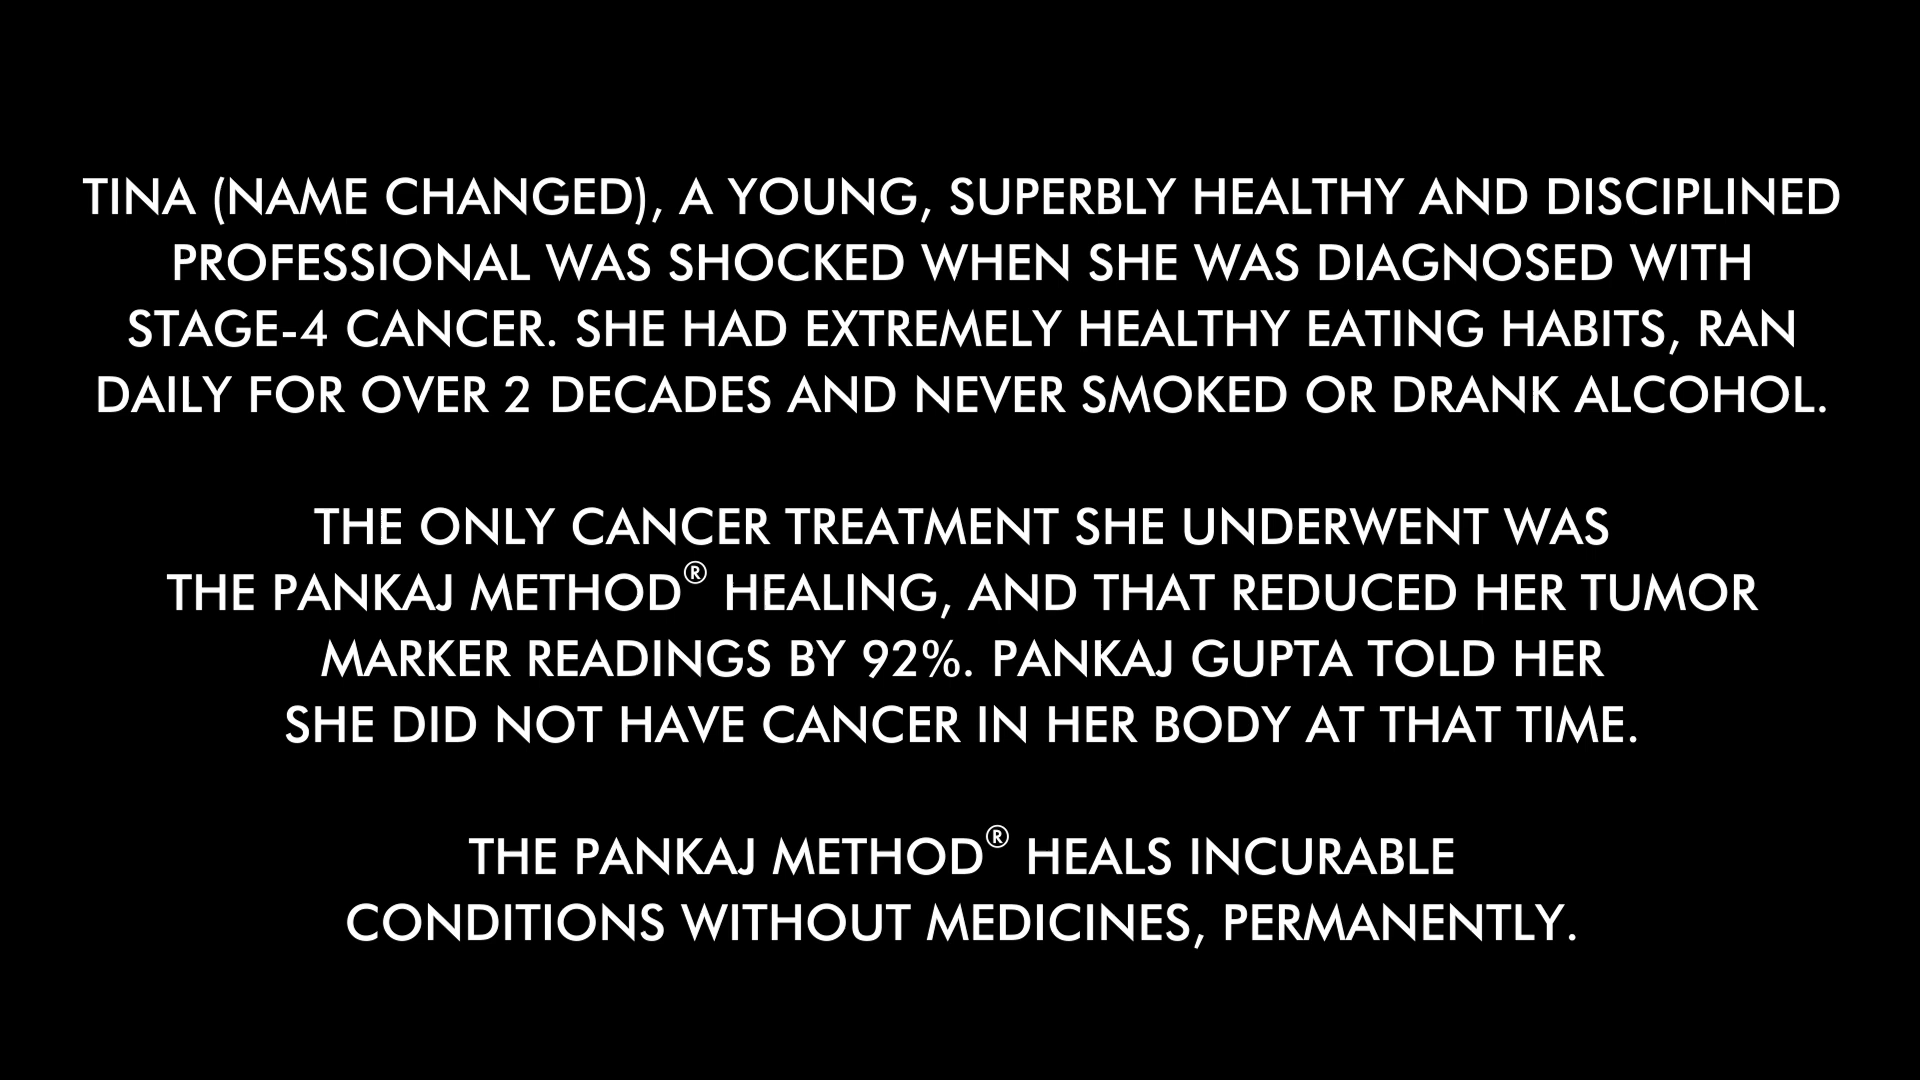 TINA (NAME CHANGED), A YOUNG, SUPERBLY HEALTHY AND DISCIPLINED
PROFESSIONAL WAS SHOCKED WHEN SHE WAS DIAGNOSED WITH
STAGE-4 CANCER. SHE HAD EXTREMELY HEALTHY EATING HABITS, RAN
DAILY FOR OVER 2 DECADES AND NEVER SMOKED OR DRANK ALCOHOL.
THE ONLY CANCER TREATMENT SHE UNDERWENT WAS
THE PANKAJ METHOD® HEALING, AND THAT REDUCED HER TUMOR
MARKER READINGS BY 92%. PANKAJ GUPTA TOLD HER
SHE DID NOT HAVE CANCER IN HER BODY AT THAT TIME.
THE PANKAJ METHOD® HEALS INCURABLE
CONDITIONS WITHOUT MEDICINES, PERMANENTLY.